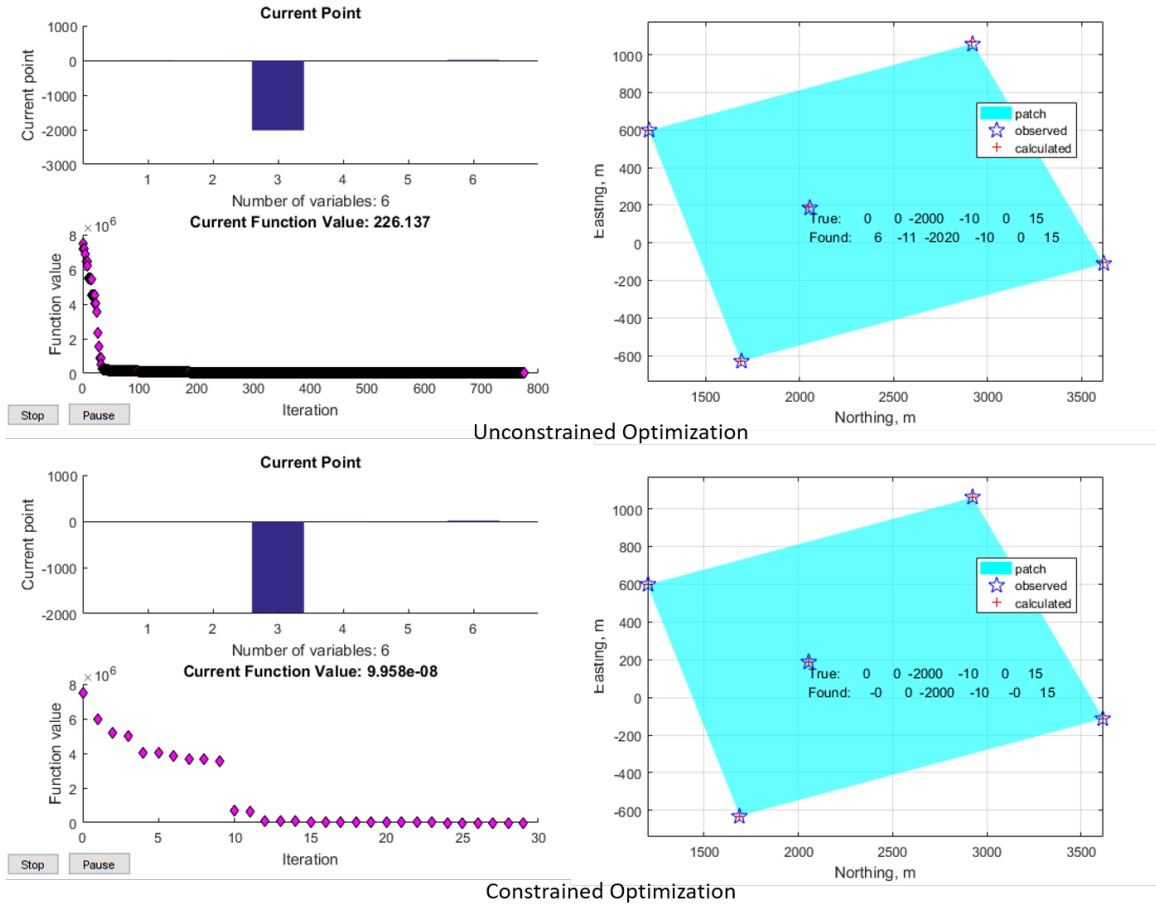 Current Point
1000
0
-1000
-2000
-3000
Current point
1 2 3 4 5 6
Number of variables: 6
Current Function Value: 226.137
× 10^6
8
6
4
2
0
Function value
0 100 200 300 400 500 600 700 800
Iteration
Stop Pause
1000
800
600
400
200
0
-200
-400
-600
Easting, m
patch
observed
calculated
True: 0 0 -2000 -10 0 15
Found: 6 -11 -2020 -10 0 15
1500 2000 2500 3000 3500
Northing, m
Unconstrained Optimization
Current Point
1000
0
-1000
-2000
Current point
1 2 3 4 5 6
Number of variables: 6
Current Function Value: 9.958e-08
× 10^6
8
6
4
2
0
Function value
0 5 10 15 20 25 30
Iteration
Stop Pause
1000
800
600
400
200
0
-200
-400
-600
Easting, m
patch
observed
calculated
True: 0 0 -2000 -10 0 15
Found: -0 0 -2000 -10 -0 15
1500 2000 2500 3000 3500
Northing, m
Constrained Optimization